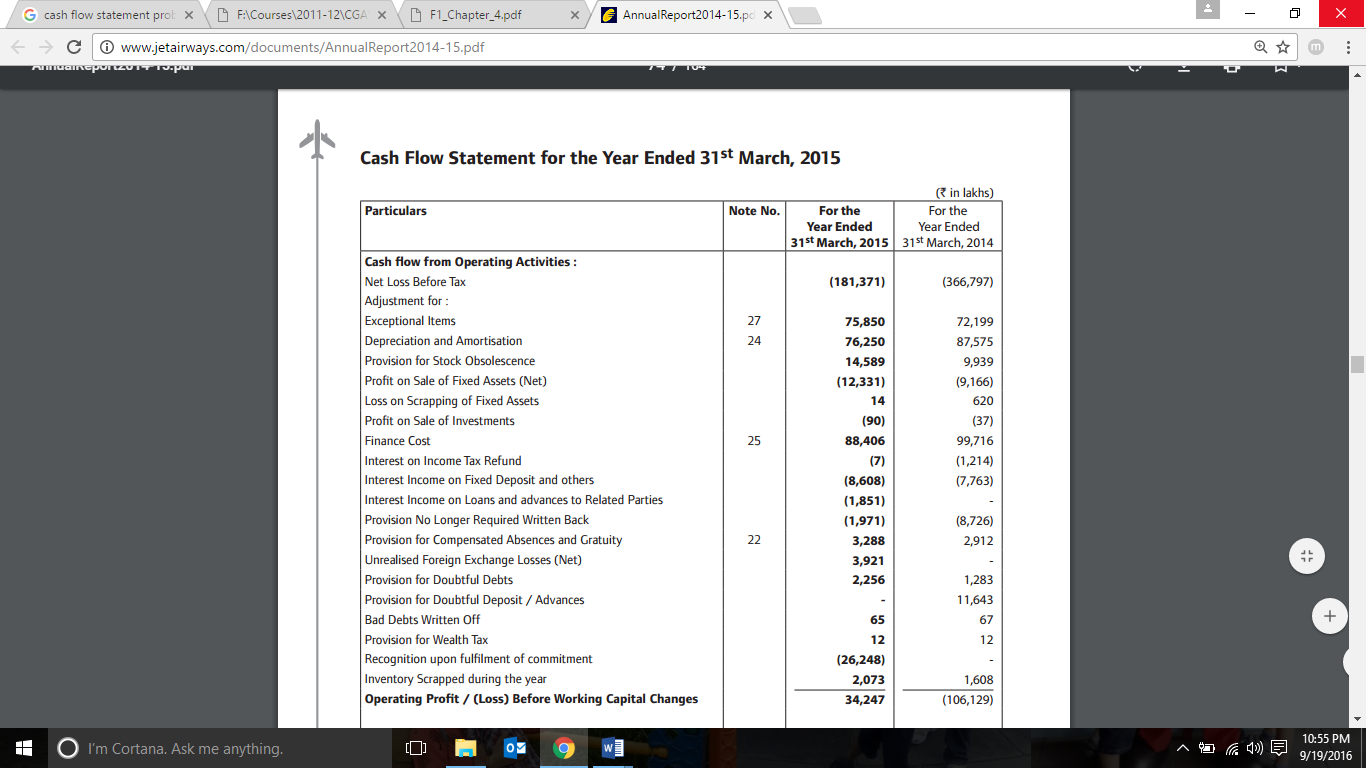 cash flow statement pro
F:\Courses\2011-12\CGA
F1_Chapter_4.pdf
AnnualReport2014-15.pd
www.jetairways.com/documents/AnnualReport2014-15.pdf
m
AnnualReport2014-15.pdf
74 / 164
Cash Flow Statement for the Year Ended 31st March, 2015
(₹ in lakhs)
Particulars Note No. For the Year Ended 31st March, 2015 For the Year Ended 31st March, 2014
Cash flow from Operating Activities :
Net Loss Before Tax (181,371) (366,797)
Adjustment for :
Exceptional Items 27 75,850 72,199
Depreciation and Amortisation 24 76,250 87,575
Provision for Stock Obsolescence 14,589 9,939
Profit on Sale of Fixed Assets (Net) (12,331) (9,166)
Loss on Scrapping of Fixed Assets 14 620
Profit on Sale of Investments (90) (37)
Finance Cost 25 88,406 99,716
Interest on Income Tax Refund (7) (1,214)
Interest Income on Fixed Deposit and others (8,608) (7,763)
Interest Income on Loans and advances to Related Parties (1,851) -
Provision No Longer Required Written Back (1,971) (8,726)
Provision for Compensated Absences and Gratuity 22 3,288 2,912
Unrealised Foreign Exchange Losses (Net) 3,921 -
Provision for Doubtful Debts 2,256 1,283
Provision for Doubtful Deposit / Advances - 11,643
Bad Debts Written Off 65 67
Provision for Wealth Tax 12 12
Recognition upon fulfilment of commitment (26,248) -
Inventory Scrapped during the year 2,073 1,608
Operating Profit / (Loss) Before Working Capital Changes 34,247 (106,129)
I'm Cortana. Ask me anything.
10:55 PM
9/19/2016